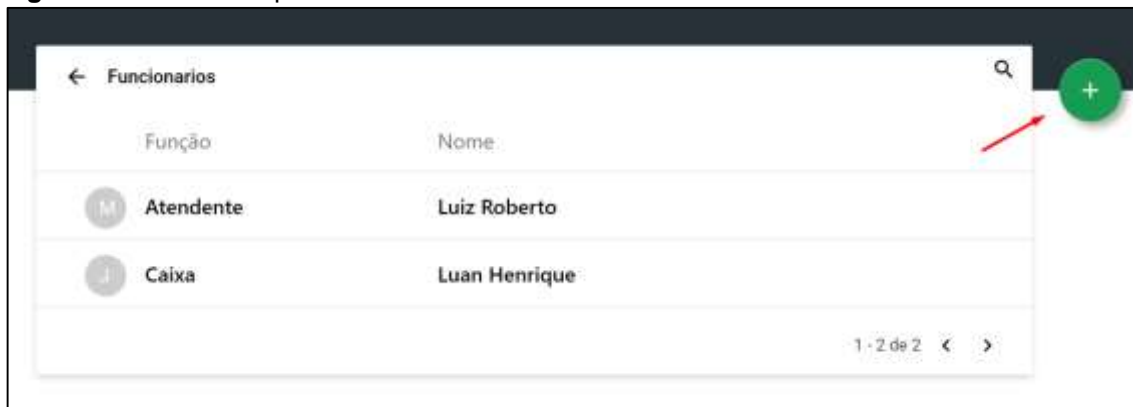 Funcionarios
+
Função Nome
M Atendente Luiz Roberto
J Caixa Luan Henrique
1 - 2 de 2